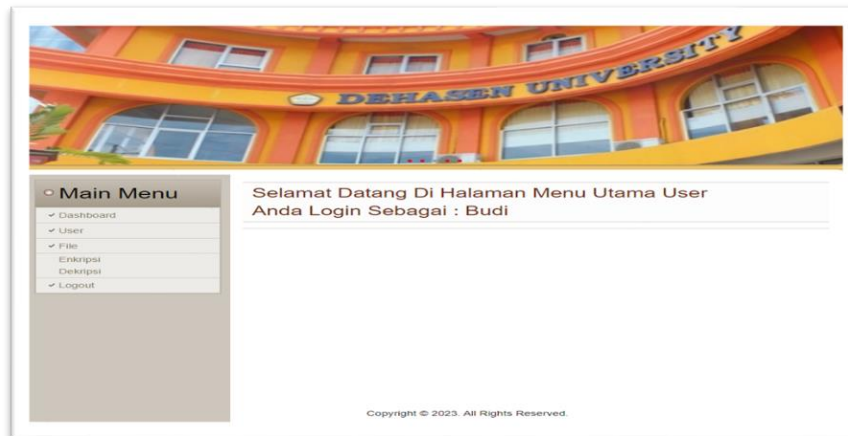 DEHASEN UNIVERSITY
Main Menu
Dashboard
User
File
Enkripsi
Dekripsi
Logout
Selamat Datang Di Halaman Menu Utama User
Anda Login Sebagai : Budi
Copyright © 2023. All Rights Reserved.